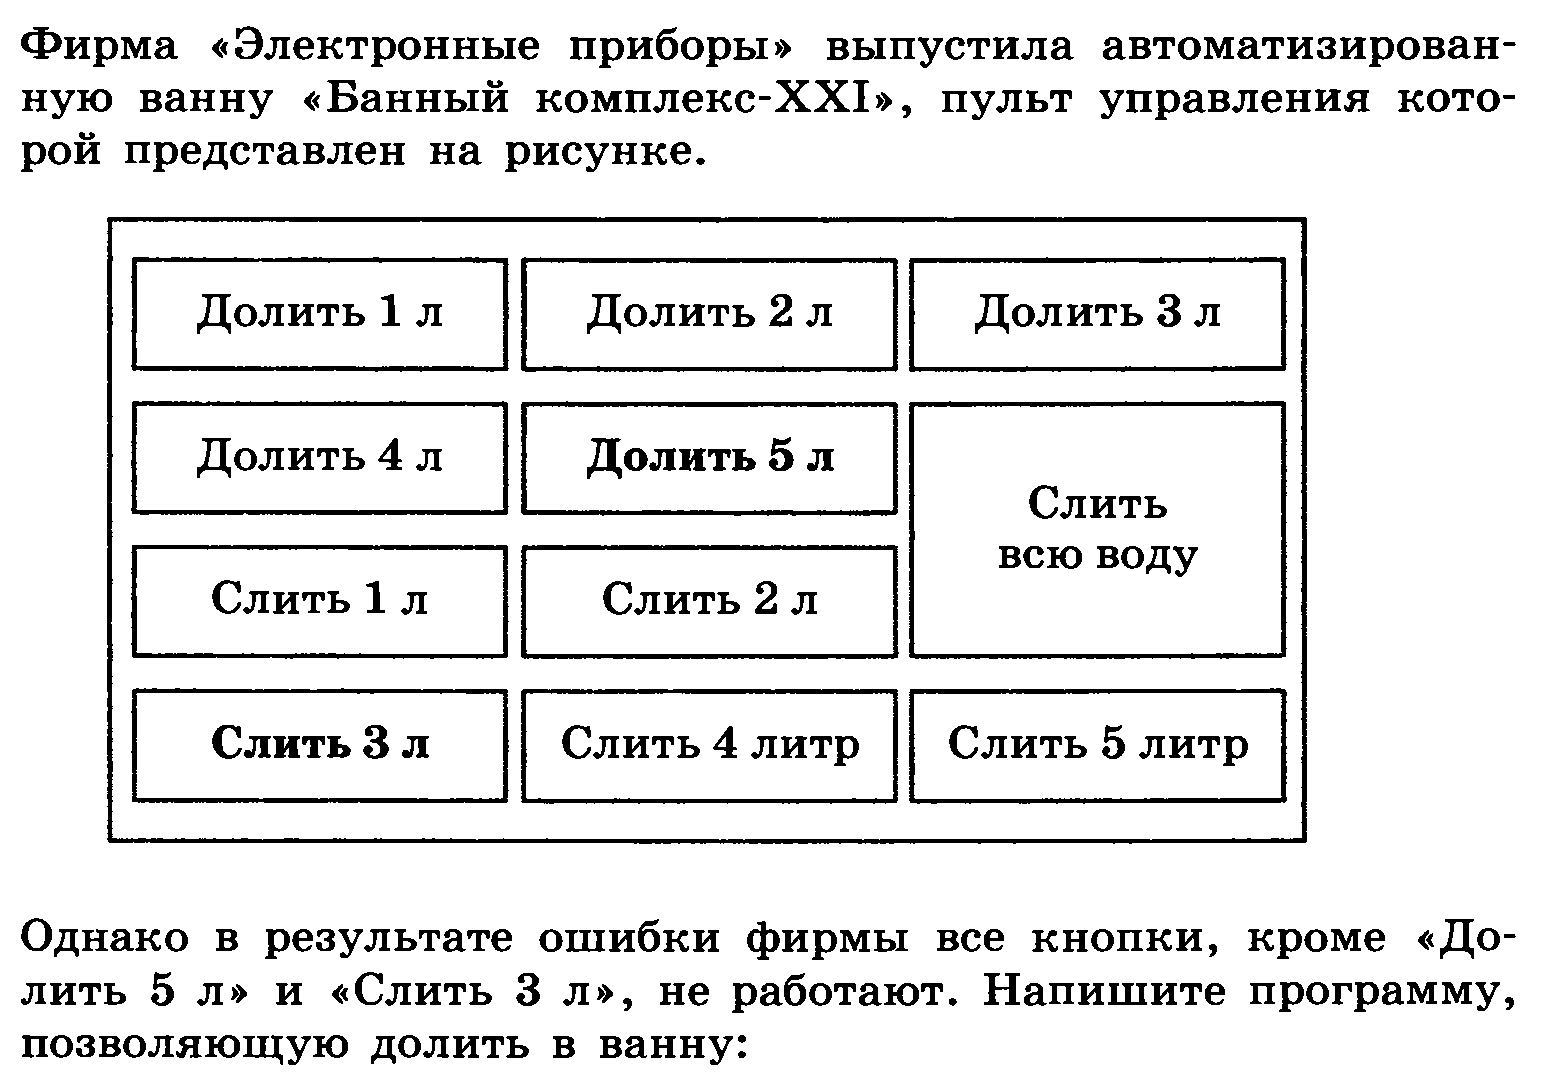 Фирма «Электронные приборы» выпустила автоматизирован-
ную ванну «Банный комплекс-XXI», пульт управления кото-
рой представлен на рисунке.
Долить 1 л
Долить 2 л
Долить 3 л
Долить 4 л
Долить 5 л
Слить
всю воду
Слить 1 л
Слить 2 л
Слить 3 л
Слить 4 литр
Слить 5 литр
Однако в результате ошибки фирмы все кнопки, кроме «До-
лить 5 л» и «Слить 3 л», не работают. Напишите программу,
позволяющую долить в ванну: